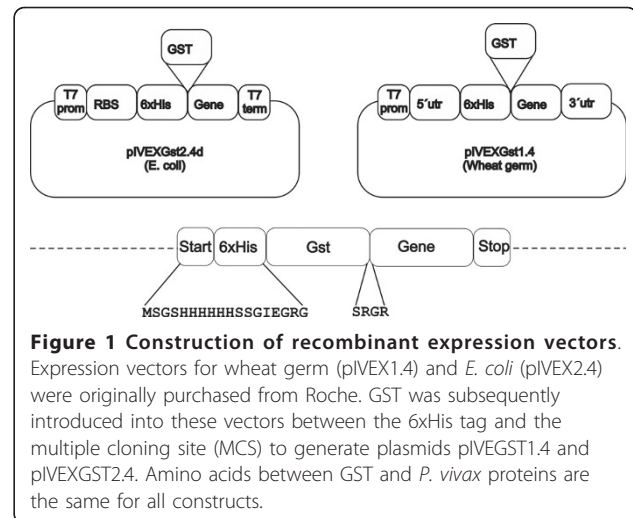 GST
T7 prom
RBS
6xHis
Gene
T7 term
pIVEXGst2.4d
(E. coli)
GST
T7 prom
5´utr
6xHis
Gene
3´utr
pIVEXGst1.4
(Wheat germ)
Start
6xHis
Gst
Gene
Stop
MSGSHHHHHHSSGIEGRG
SRGR
Figure 1 Construction of recombinant expression vectors.
Expression vectors for wheat germ (pIVEX1.4) and E. coli (pIVEX2.4)
were originally purchased from Roche. GST was subsequently
introduced into these vectors between the 6xHis tag and the
multiple cloning site (MCS) to generate plasmids pIVEGST1.4 and
pIVEXGST2.4. Amino acids between GST and P. vivax proteins are
the same for all constructs.